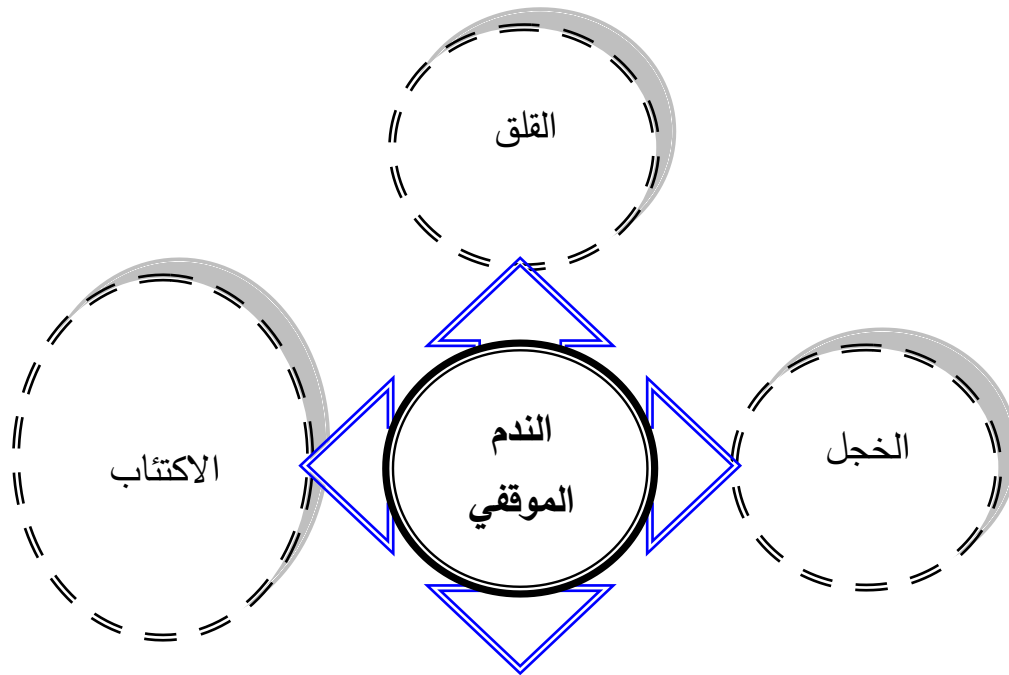 القلق
الخجل
الندم
الموقفي
الاكتئاب